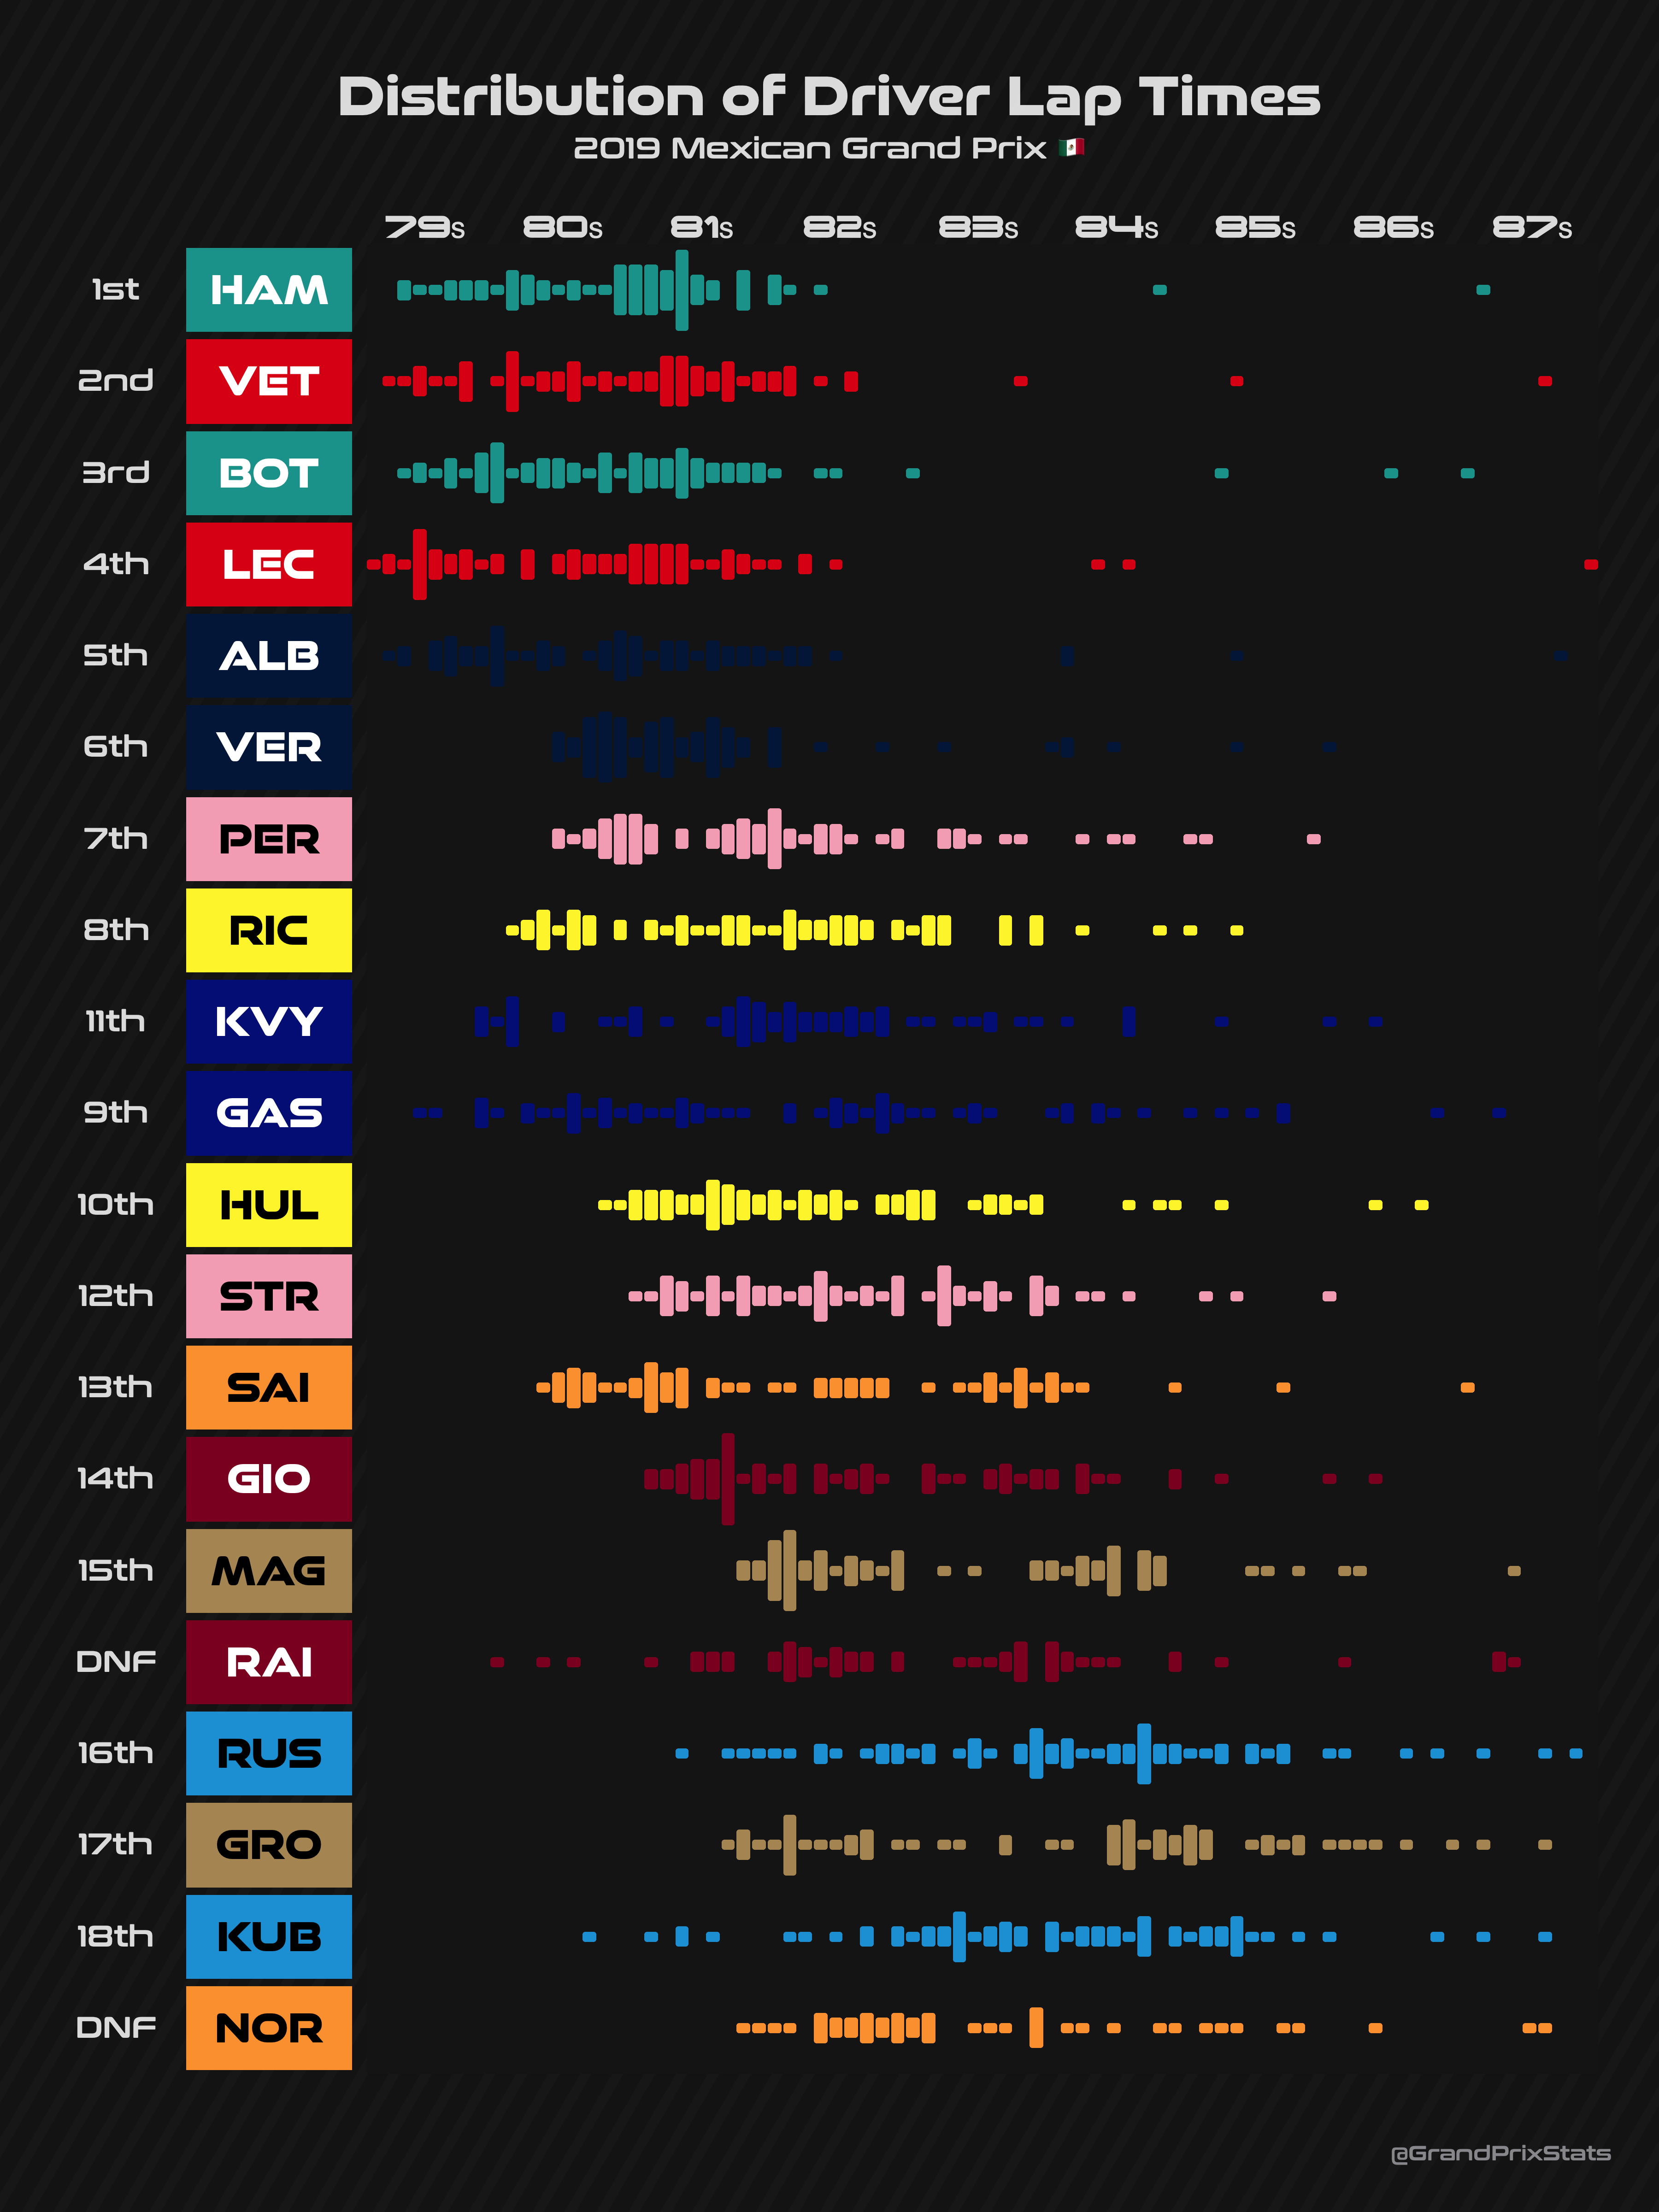 Distribution of Driver Lap Times
2019 Mexican Grand Prix
79s 80s 81s 82s 83s 84s 85s 86s 87s
1st HAM
2nd VET
3rd BOT
4th LEC
5th ALB
6th VER
7th PER
8th RIC
11th KVY
9th GAS
10th HUL
12th STR
13th SAI
14th GIO
15th MAG
DNF RAI
16th RUS
17th GRO
18th KUB
DNF NOR
@GrandPrixStats